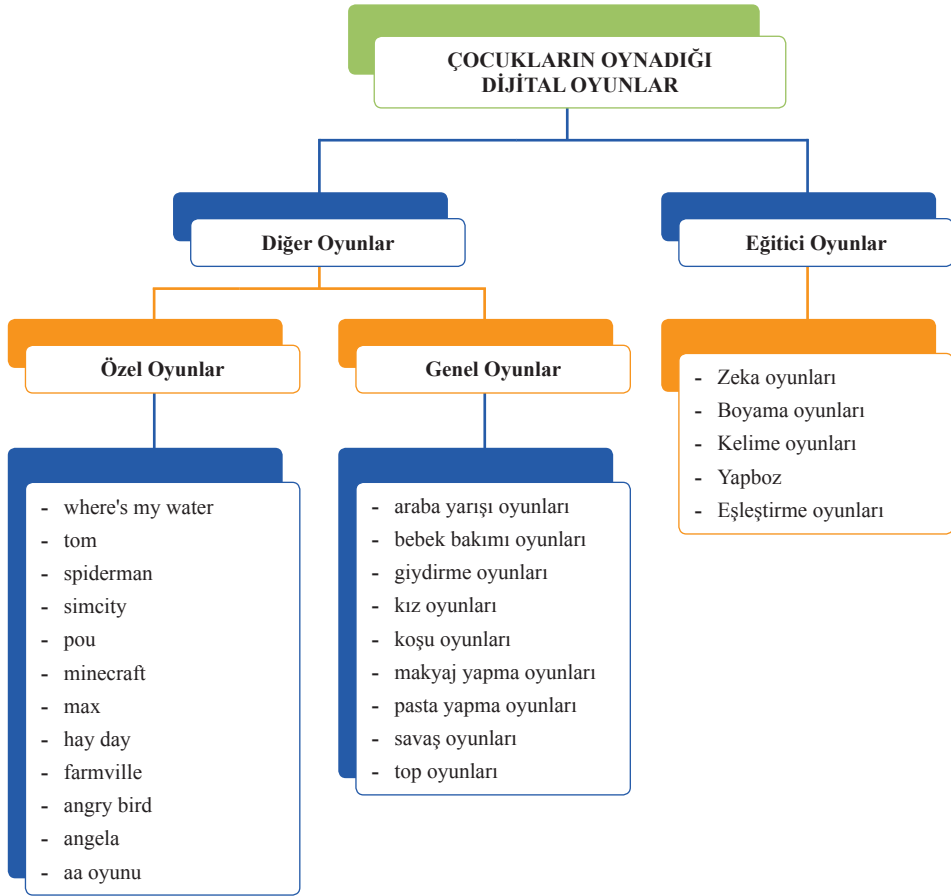 ÇOCUKLARIN OYNADIĞI
DİJİTAL OYUNLAR
Diğer Oyunlar
Eğitici Oyunlar
Özel Oyunlar
Genel Oyunlar
- Zeka oyunları
- Boyama oyunları
- Kelime oyunları
- Yapboz
- Eşleştirme oyunları
- where's my water
- tom
- spiderman
- simcity
- pou
- minecraft
- max
- hay day
- farmville
- angry bird
- angela
- aa oyunu
- araba yarışı oyunları
- bebek bakımı oyunları
- giydirme oyunları
- kız oyunları
- koşu oyunları
- makyaj yapma oyunları
- pasta yapma oyunları
- savaş oyunları
- top oyunları